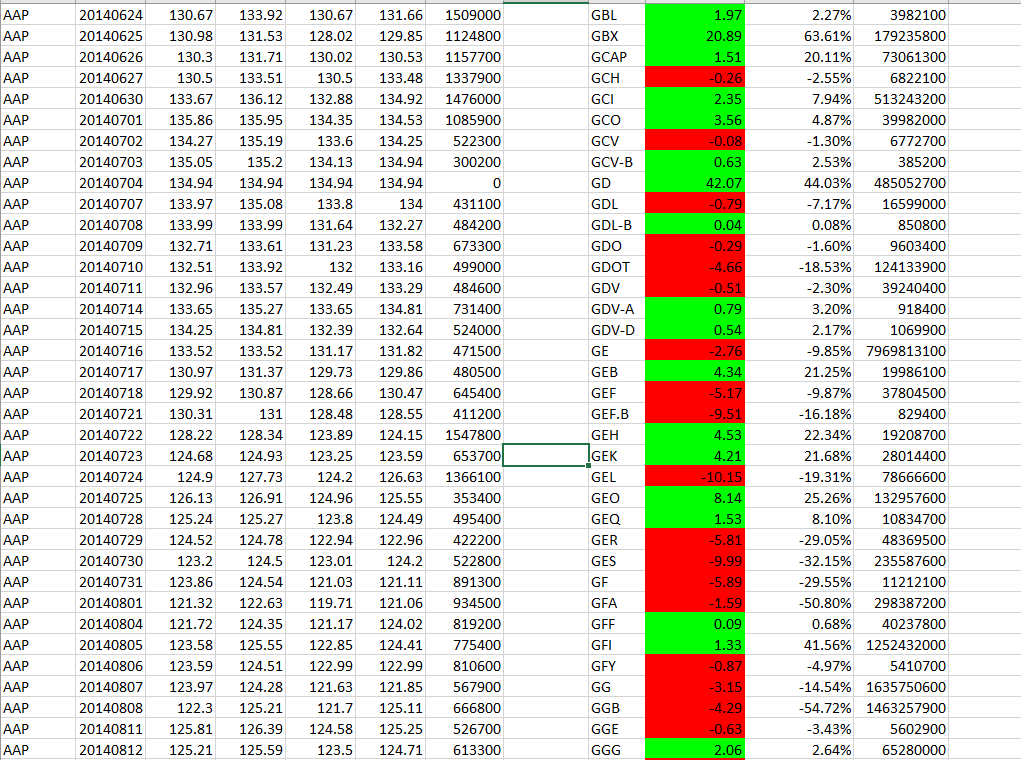 AAP 20140624 130.67 133.92 130.67 131.66 1509000 GBL 1.97 2.27% 3982100
AAP 20140625 130.98 131.53 128.02 129.85 1124800 GBX 20.89 63.61% 179235800
AAP 20140626 130.3 131.71 130.02 130.53 1157700 GCAP 1.51 20.11% 73061300
AAP 20140627 130.5 133.51 130.5 133.48 1337900 GCH -0.26 -2.55% 6822100
AAP 20140630 133.67 136.12 132.88 134.92 1476000 GCI 2.35 7.94% 513243200
AAP 20140701 135.86 135.95 134.35 134.53 1085900 GCO 3.56 4.87% 39982000
AAP 20140702 134.27 135.19 133.6 134.25 522300 GCV -0.08 -1.30% 6772700
AAP 20140703 135.05 135.2 134.13 134.94 300200 GCV-B 0.63 2.53% 385200
AAP 20140704 134.94 134.94 134.94 134.94 0 GD 42.07 44.03% 485052700
AAP 20140707 133.97 135.08 133.8 134 431100 GDL -0.79 -7.17% 16599000
AAP 20140708 133.99 133.99 131.64 132.27 484200 GDL-B 0.04 0.08% 850800
AAP 20140709 132.71 133.61 131.23 133.58 673300 GDO -0.29 -1.60% 9603400
AAP 20140710 132.51 133.92 132 133.16 499000 GDOT -4.66 -18.53% 124133900
AAP 20140711 132.96 133.57 132.49 133.29 484600 GDV -0.51 -2.30% 39240400
AAP 20140714 133.65 135.27 133.65 134.81 731400 GDV-A 0.79 3.20% 918400
AAP 20140715 134.25 134.81 132.39 132.64 524000 GDV-D 0.54 2.17% 1069900
AAP 20140716 133.52 133.52 131.17 131.82 471500 GE -2.76 -9.85% 7969813100
AAP 20140717 130.97 131.37 129.73 129.86 480500 GEB 4.34 21.25% 19986100
AAP 20140718 129.92 130.87 128.66 130.47 645400 GEF -5.17 -9.87% 37804500
AAP 20140721 130.31 131 128.48 128.55 411200 GEF.B -9.51 -16.18% 829400
AAP 20140722 128.22 128.34 123.89 124.15 1547800 GEH 4.53 22.34% 19208700
AAP 20140723 124.68 124.93 123.25 123.59 653700 GEK 4.21 21.68% 28014400
AAP 20140724 124.9 127.73 124.2 126.63 1366100 GEL -10.15 -19.31% 78666600
AAP 20140725 126.13 126.91 124.96 125.55 353400 GEO 8.14 25.26% 132957600
AAP 20140728 125.24 125.27 123.8 124.49 495400 GEQ 1.53 8.10% 10834700
AAP 20140729 124.52 124.78 122.94 122.96 422200 GER -5.81 -29.05% 48369500
AAP 20140730 123.2 124.5 123.01 124.2 522800 GES -9.99 -32.15% 235587600
AAP 20140731 123.86 124.54 121.03 121.11 891300 GF -5.89 -29.55% 11212100
AAP 20140801 121.32 122.63 119.71 121.06 934500 GFA -1.59 -50.80% 298387200
AAP 20140804 121.72 124.35 121.17 124.02 819200 GFF 0.09 0.68% 40237800
AAP 20140805 123.58 125.55 122.85 124.41 775400 GFI 1.33 41.56% 1252432000
AAP 20140806 123.59 124.51 122.99 122.99 810600 GFY -0.87 -4.97% 5410700
AAP 20140807 123.97 124.28 121.63 121.85 567900 GG -3.15 -14.54% 1635750600
AAP 20140808 122.3 125.21 121.7 125.11 666800 GGB -4.29 -54.72% 1463257900
AAP 20140811 125.81 126.39 124.58 125.25 526700 GGE -0.63 -3.43% 5602900
AAP 20140812 125.21 125.59 123.5 124.71 613300 GGG 2.06 2.64% 65280000